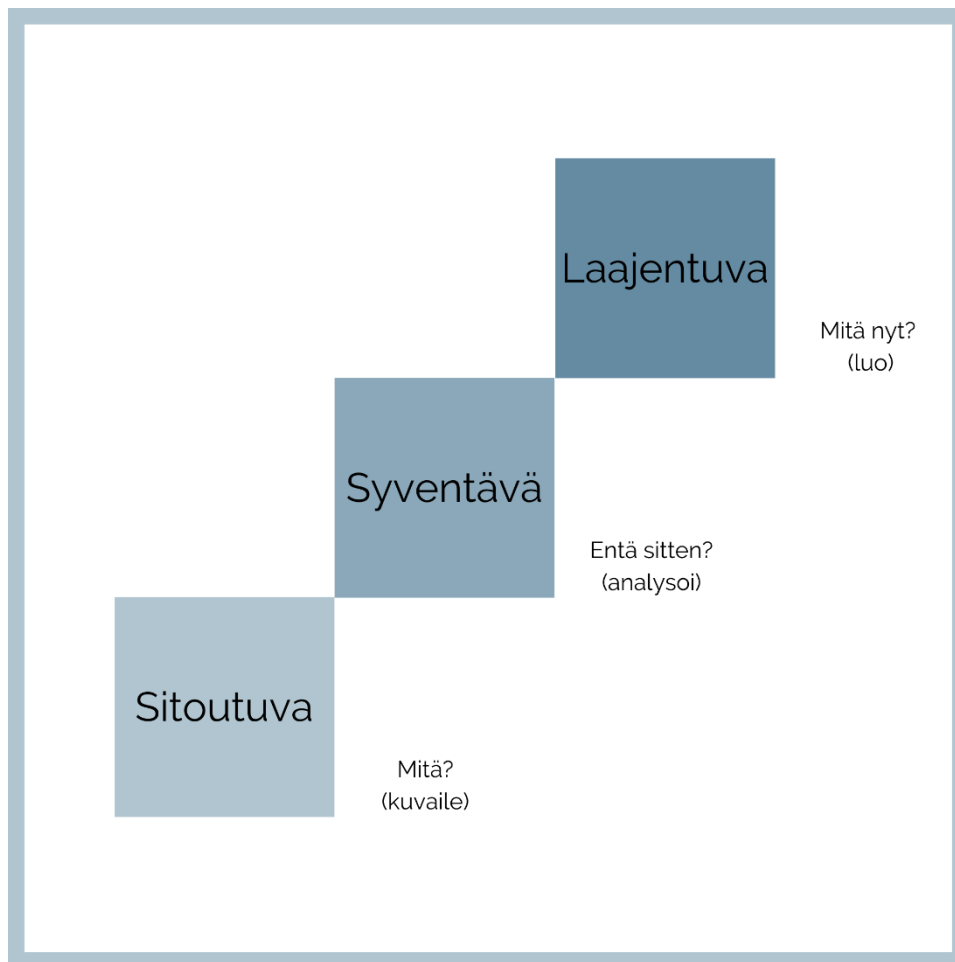 Laajentuva
Mitä nyt?
(luo)
Syventävä
Entä sitten?
(analysoi)
Sitoutuva
Mitä?
(kuvaile)